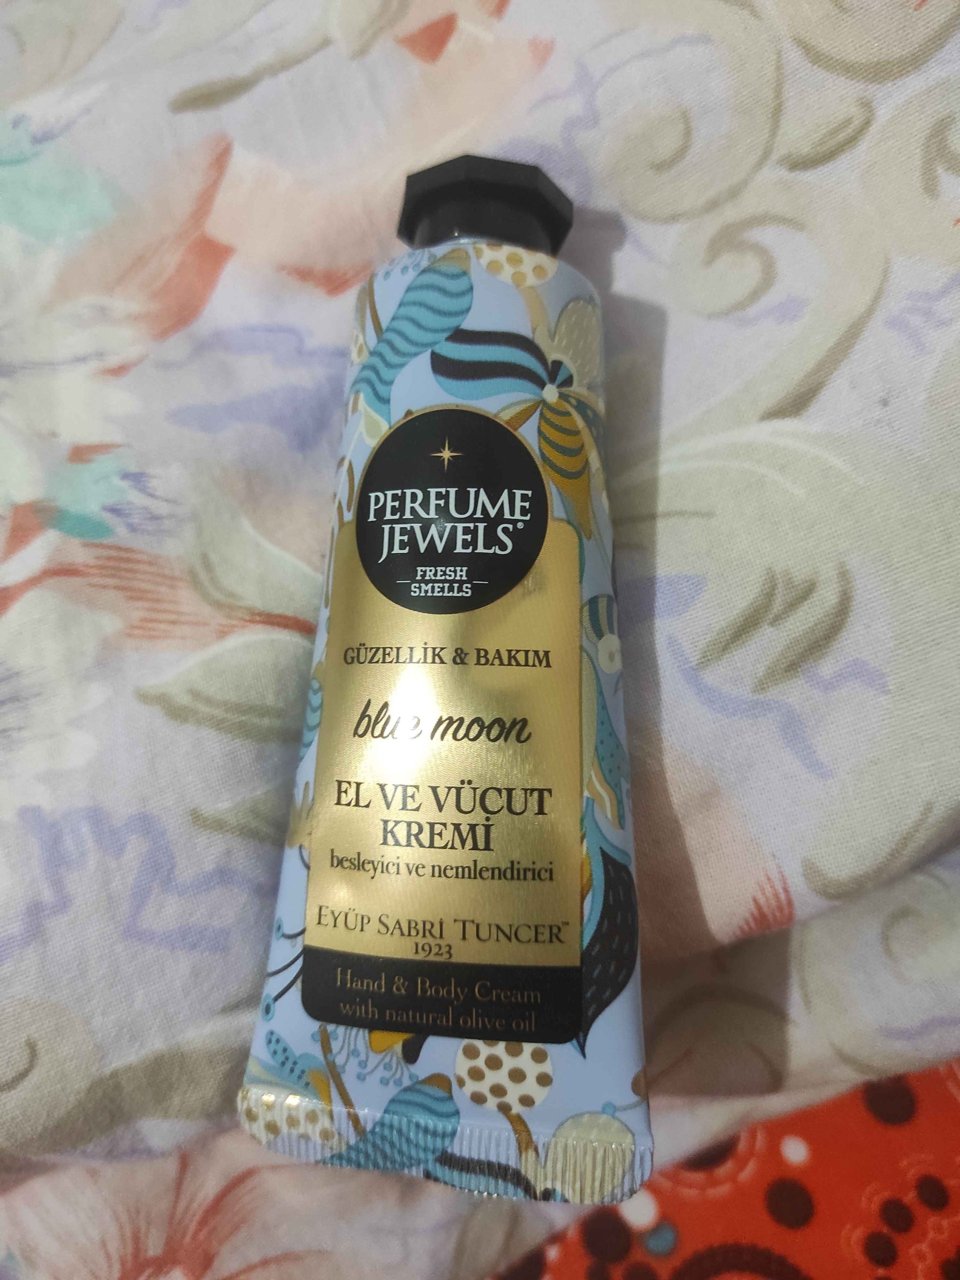 PERFUME
JEWELS®
FRESH
SMELLS
GÜZELLİK & BAKIM
blue moon
EL VE VÜCUT
KREMİ
besleyici ve nemlendirici
EYÜP SABRİ TUNCER™
1923
Hand & Body Cream
with natural olive oil